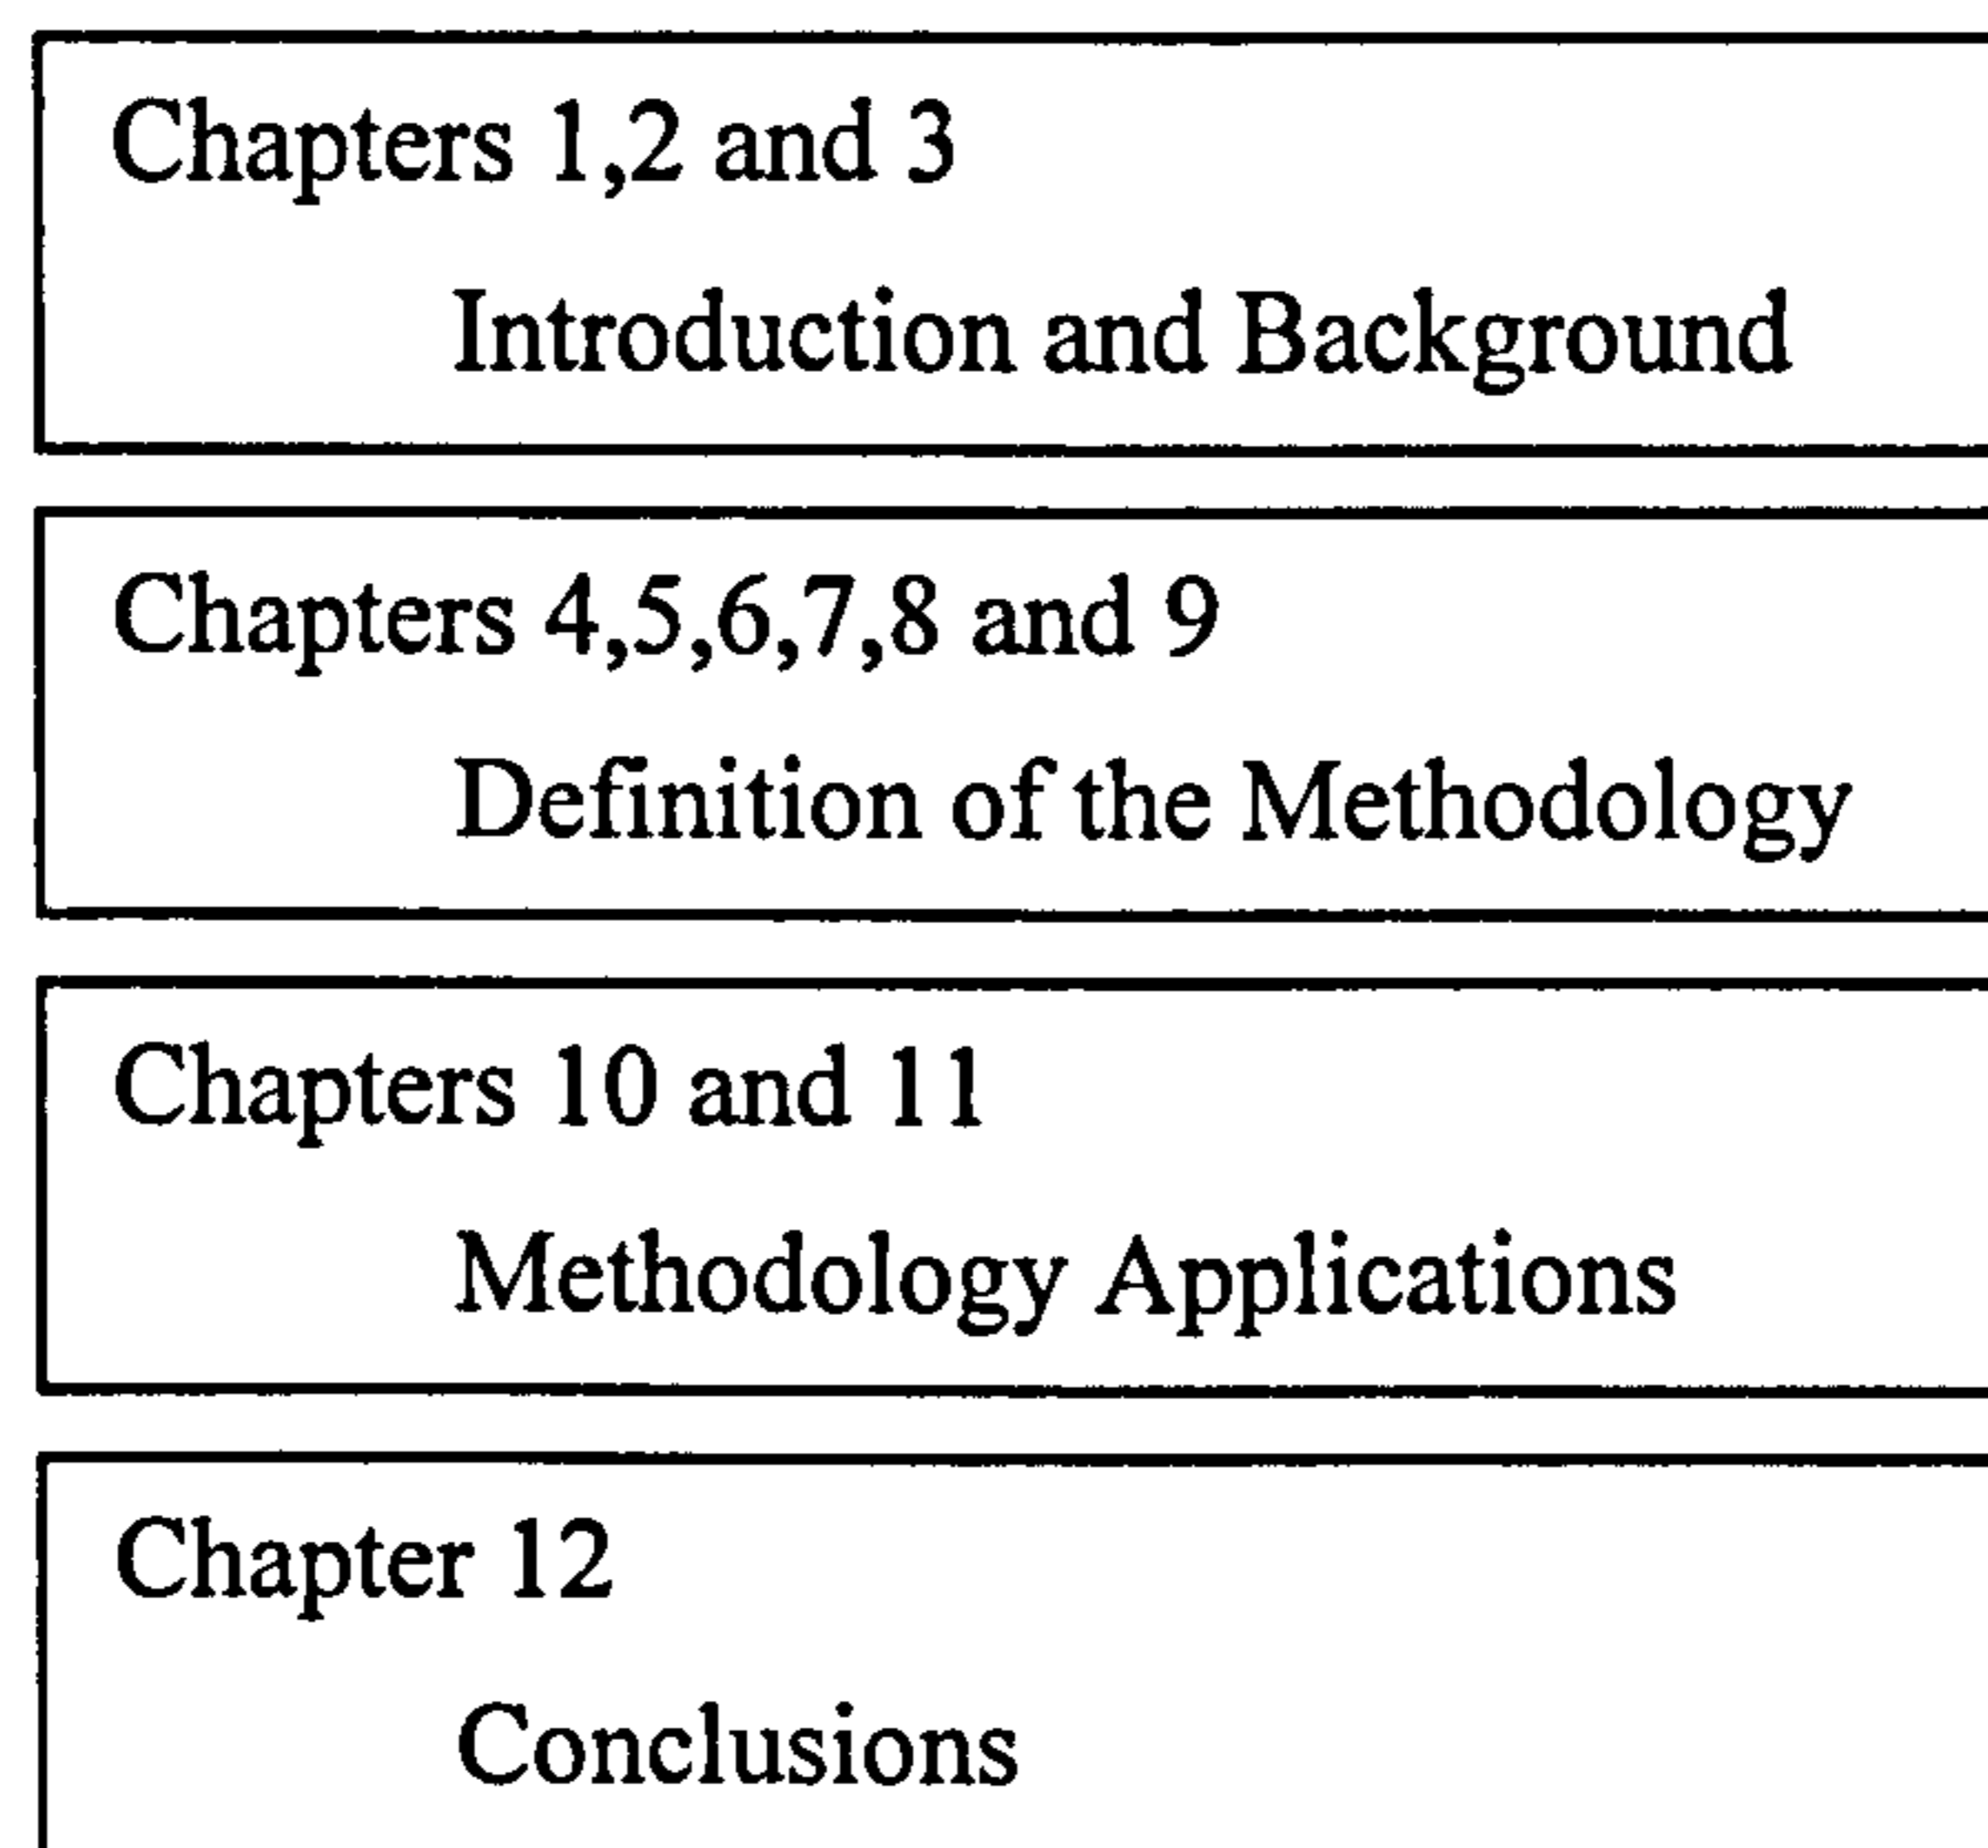 Chapters 1,2 and 3
Introduction and Background
Chapters 4,5,6,7,8 and 9
Definition of the Methodology
Chapters 10 and 11
Methodology Applications
Chapter 12
Conclusions